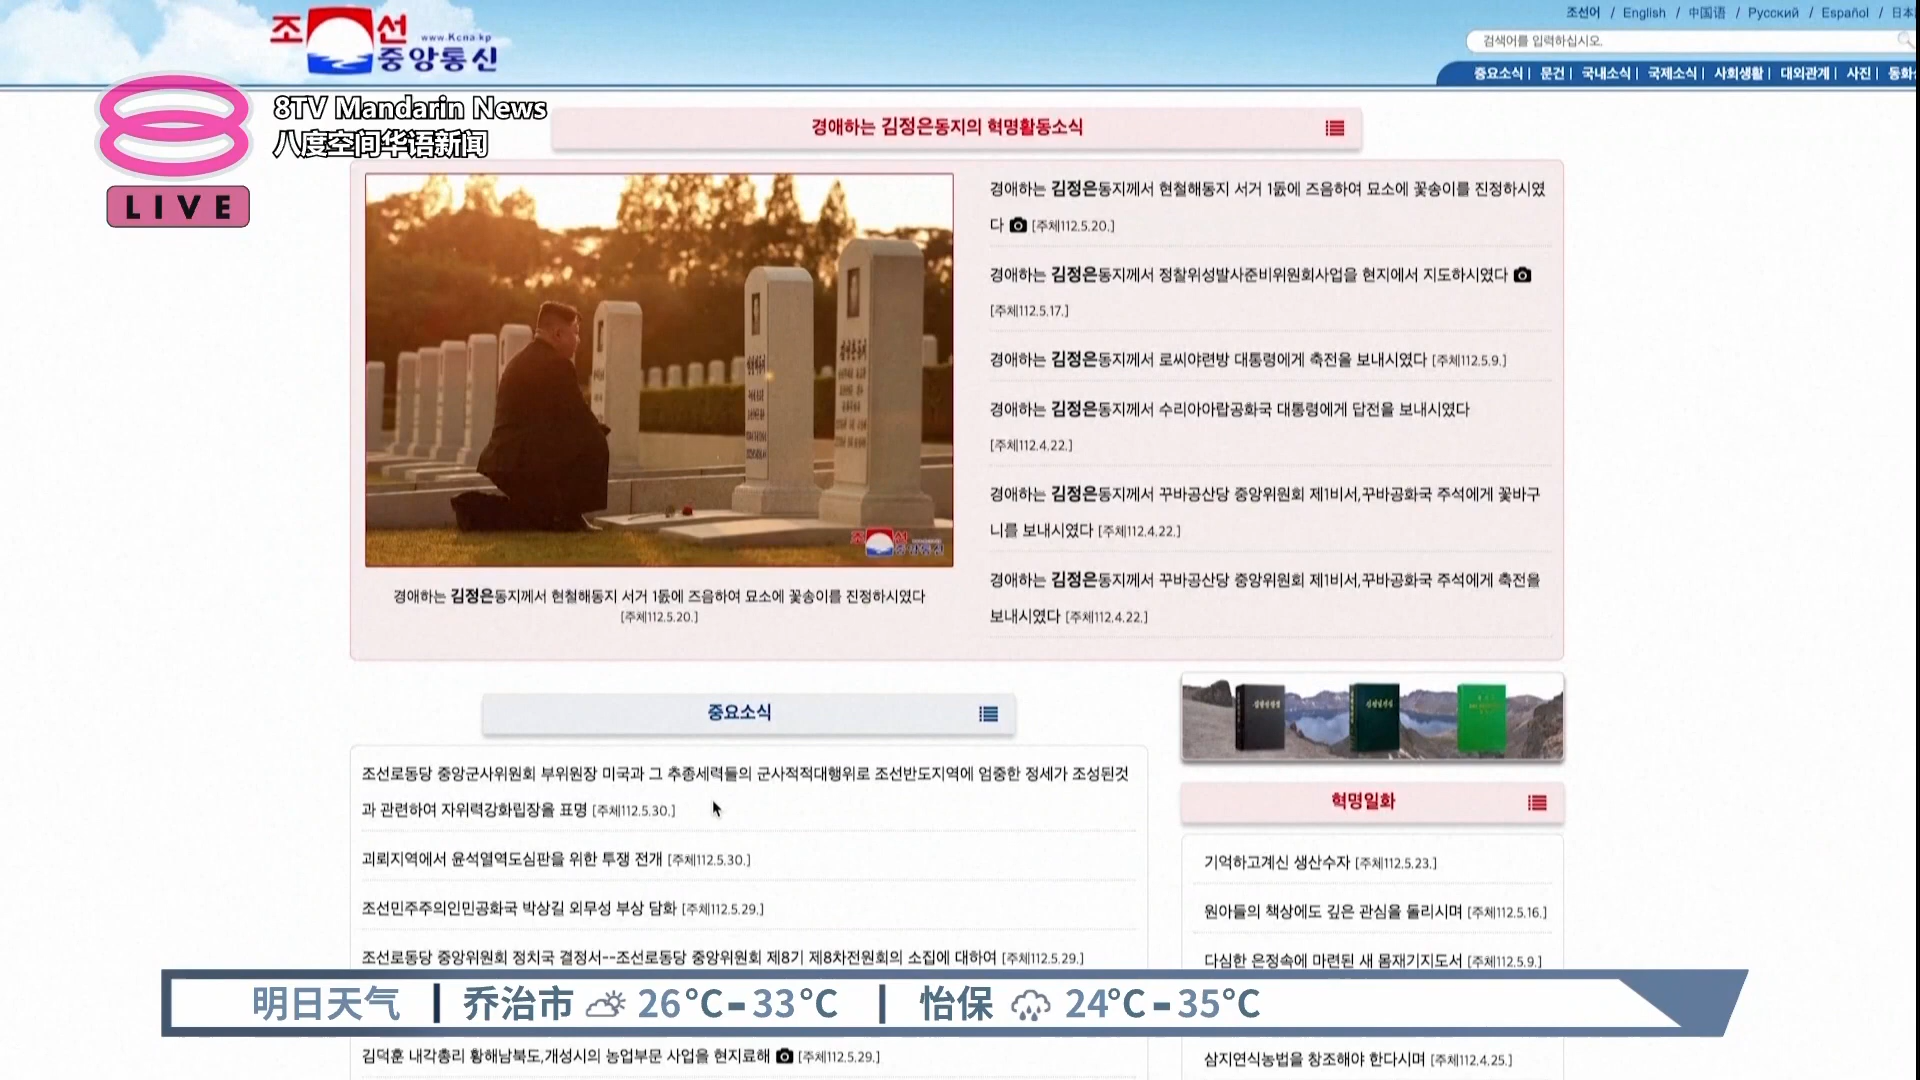 조선어 / English / 中国语 / Русский / Español / 日本
조선 www.Kcna.kp
중앙통신
검색어를 입력하십시오.
중요소식 | 문건 | 국내소식 | 국제소식 | 사회생활 | 대외관계 | 사진 |
8TV Mandarin News
八度空间华语新闻
LIVE
경애하는 김정은동지의 혁명활동소식
경애하는 김정은동지께서 현철해동지 서거 1돐에 즈음하여 묘소에 꽃송이를 진정하시였
다 [주체112.5.20.]
경애하는 김정은동지께서 정찰위성발사준비위원회사업을 현지에서 지도하시였다
[주체112.5.17.]
경애하는 김정은동지께서 로씨야련방 대통령에게 축전을 보내시였다 [주체112.5.9.]
경애하는 김정은동지께서 수리아아랍공화국 대통령에게 답전을 보내시였다
[주체112.4.22.]
경애하는 김정은동지께서 꾸바공산당 중앙위원회 제1비서,꾸바공화국 주석에게 꽃바구
니를 보내시였다 [주체112.4.22.]
경애하는 김정은동지께서 꾸바공산당 중앙위원회 제1비서,꾸바공화국 주석에게 축전을
보내시였다 [주체112.4.22.]
조선
중앙통신
경애하는 김정은동지께서 현철해동지 서거 1돐에 즈음하여 묘소에 꽃송이를 진정하시였다
[주체112.5.20.]
중요소식
조선로동당 중앙군사위원회 부위원장 미국과 그 추종세력들의 군사적적대행위로 조선반도지역에 엄중한 정세가 조성된것
과 관련하여 자위력강화립장을 표명 [주체112.5.30.]
괴뢰지역에서 윤석열역도심판을 위한 투쟁 전개 [주체112.5.30.]
조선민주주의인민공화국 박상길 외무성 부상 담화 [주체112.5.29.]
조선로동당 중앙위원회 정치국 결정서--조선로동당 중앙위원회 제8기 제8차전원회의 소집에 대하여 [주체112.5.29.]
김덕훈 내각총리 황해남북도,개성시의 농업부문 사업을 현지료해 [주체112.5.29.]
혁명일화
기억하고계신 생산수자 [주체112.5.23.]
원아들의 책상에도 깊은 관심을 돌리시며 [주체112.5.16.]
다심한 은정속에 마련된 새 몸재기지도서 [주체112.5.9.]
삼지연식농법을 창조해야 한다시며 [주체112.4.25.]
明日天气 | 乔治市 26°C-33°C | 怡保 24°C-35°C